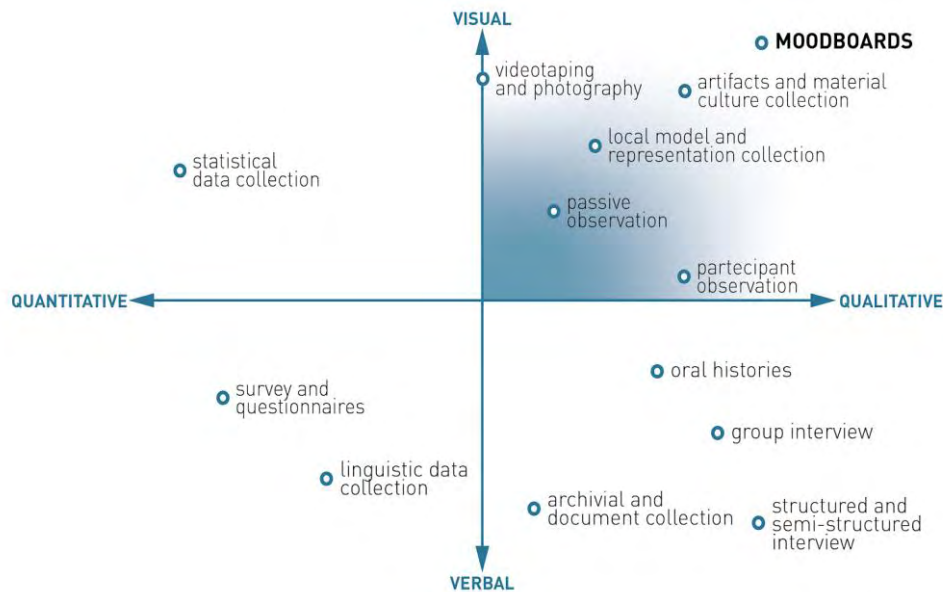 VISUAL
MOODBOARDS
videotaping
and photography
artifacts and material
culture collection
local model and
representation collection
statistical
data collection
passive
observation
partecipant
observation
QUANTITATIVE
QUALITATIVE
oral histories
survey and
questionnaires
group interview
linguistic data
collection
archivial and
document collection
structured and
semi-structured
interview
VERBAL